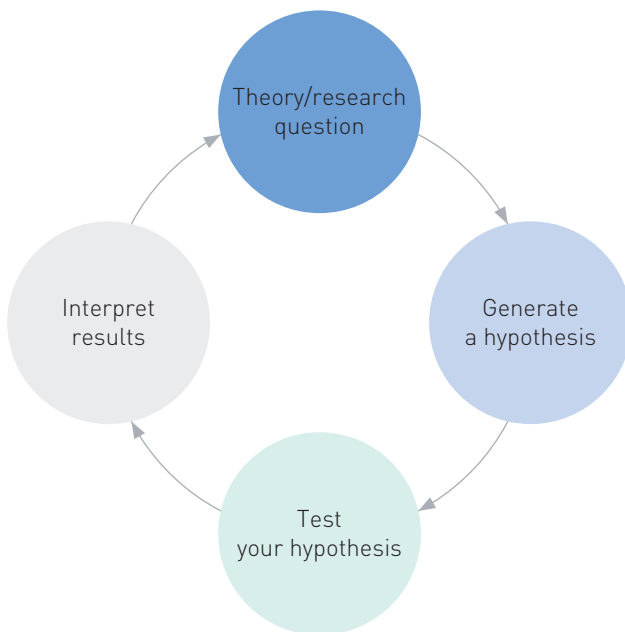 Theory/research
question
Generate
a hypothesis
Test
your hypothesis
Interpret
results